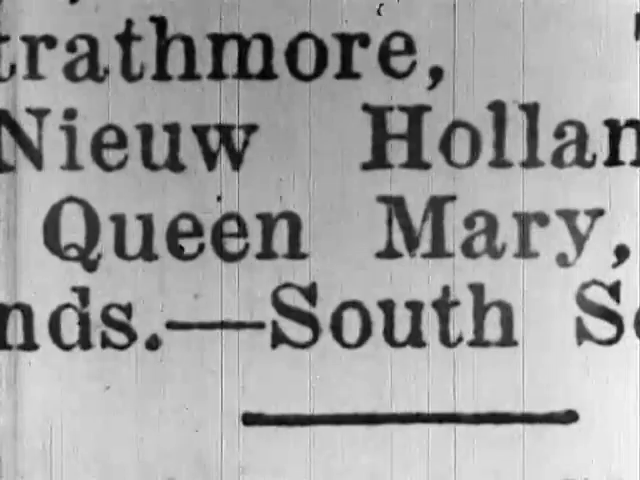 trathmore,
Nieuw Hollan
Queen Mary,
nds.—South S